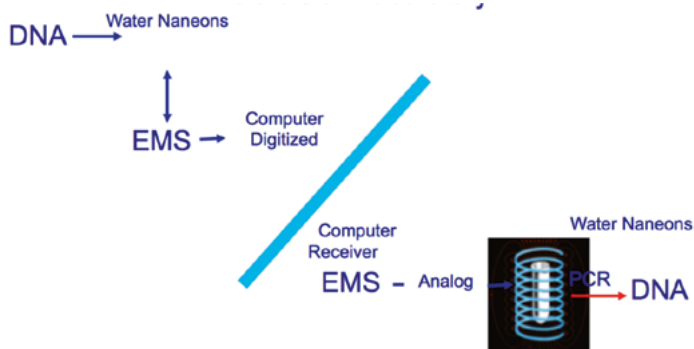 Water Naneons
DNA
EMS
Computer
Digitized
Computer
Receiver
Water Naneons
EMS – Analog
PCR
DNA